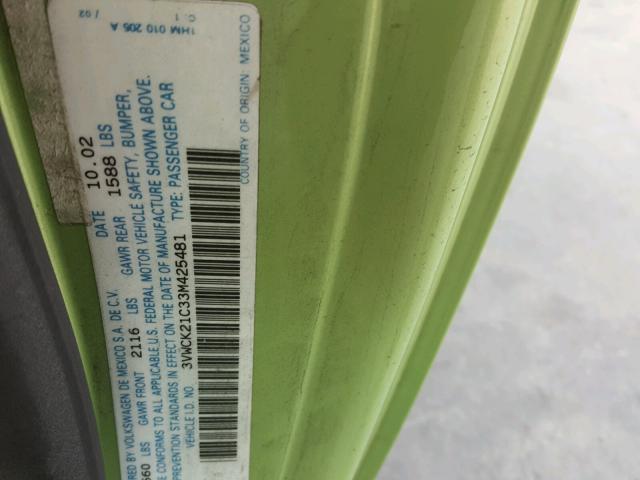 RED BY VOLKSWAGEN DE MEXICO S.A. DE C.V. DATE 10.02
LBS GAWR FRONT 2116 LBS GAWR REAR 1588 LBS
CONFORMS TO ALL APPLICABLE U.S. FEDERAL MOTOR VEHICLE SAFETY, BUMPER,
PREVENTION STANDARDS IN EFFECT ON THE DATE OF MANUFACTURE SHOWN ABOVE.
VEHICLE I.D. NO. 3VWCK21C33M425481 TYPE: PASSENGER CAR
COUNTRY OF ORIGIN: MEXICO
1HM 010 205 A